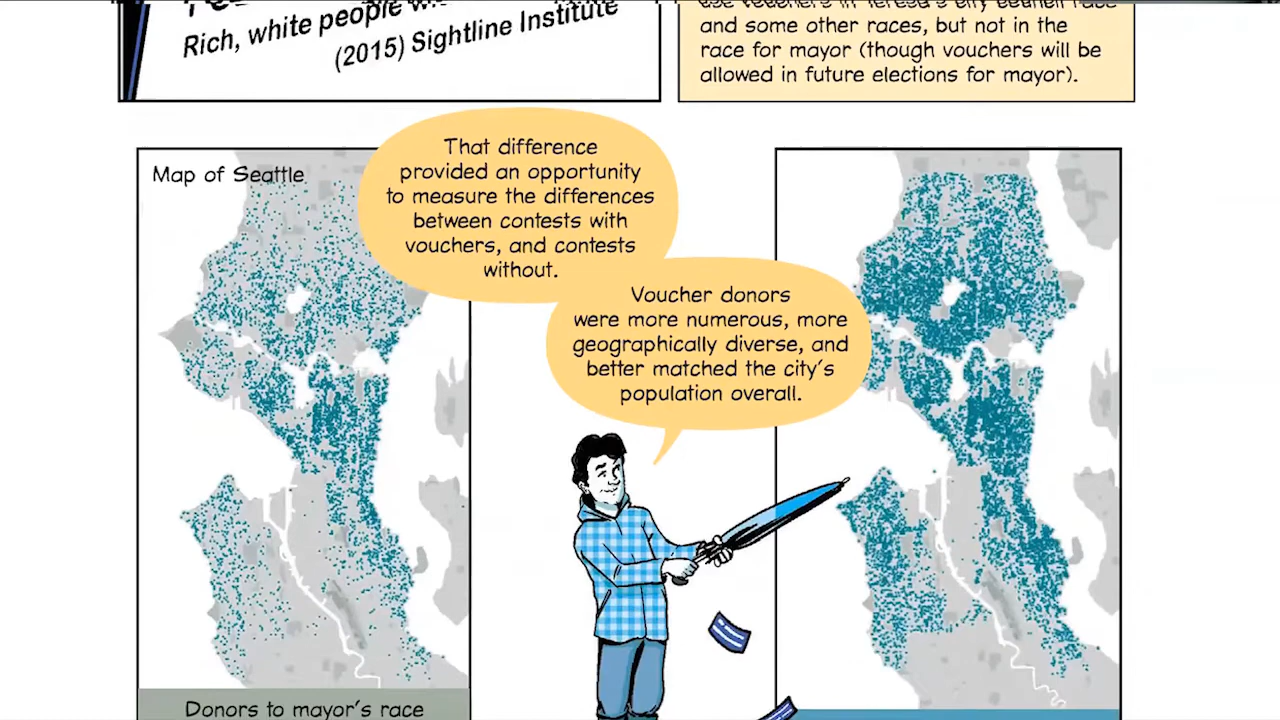 Rich, white people
(2015) Sightline Institute
and some other races, but not in the
race for mayor (though vouchers will be
allowed in future elections for mayor).
Map of Seattle
That difference
provided an opportunity
to measure the differences
between contests with
vouchers, and contests
without.
Voucher donors
were more numerous, more
geographically diverse, and
better matched the city's
population overall.
Donors to mayor's race